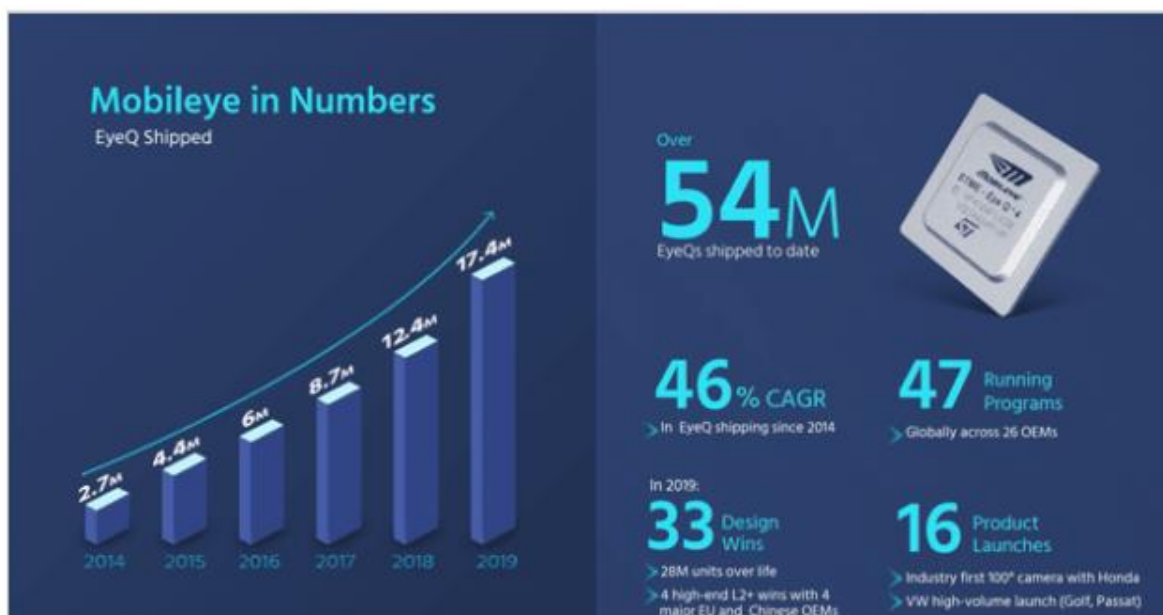 Mobileye in Numbers
EyeQ Shipped
2.7M
4.4M
6M
8.7M
12.4M
17.4M
2014
2015
2016
2017
2018
2019
Over
54M
EyeQs shipped to date
mobileye
46% CAGR
In EyeQ shipping since 2014
47 Running
Programs
Globally across 26 OEMs
In 2019:
33 Design
Wins
28M units over life
4 high-end L2+ wins with 4
major EU and Chinese OEMs
16 Product
Launches
Industry first 100° camera with Honda
VW high-volume launch (Golf, Passat)